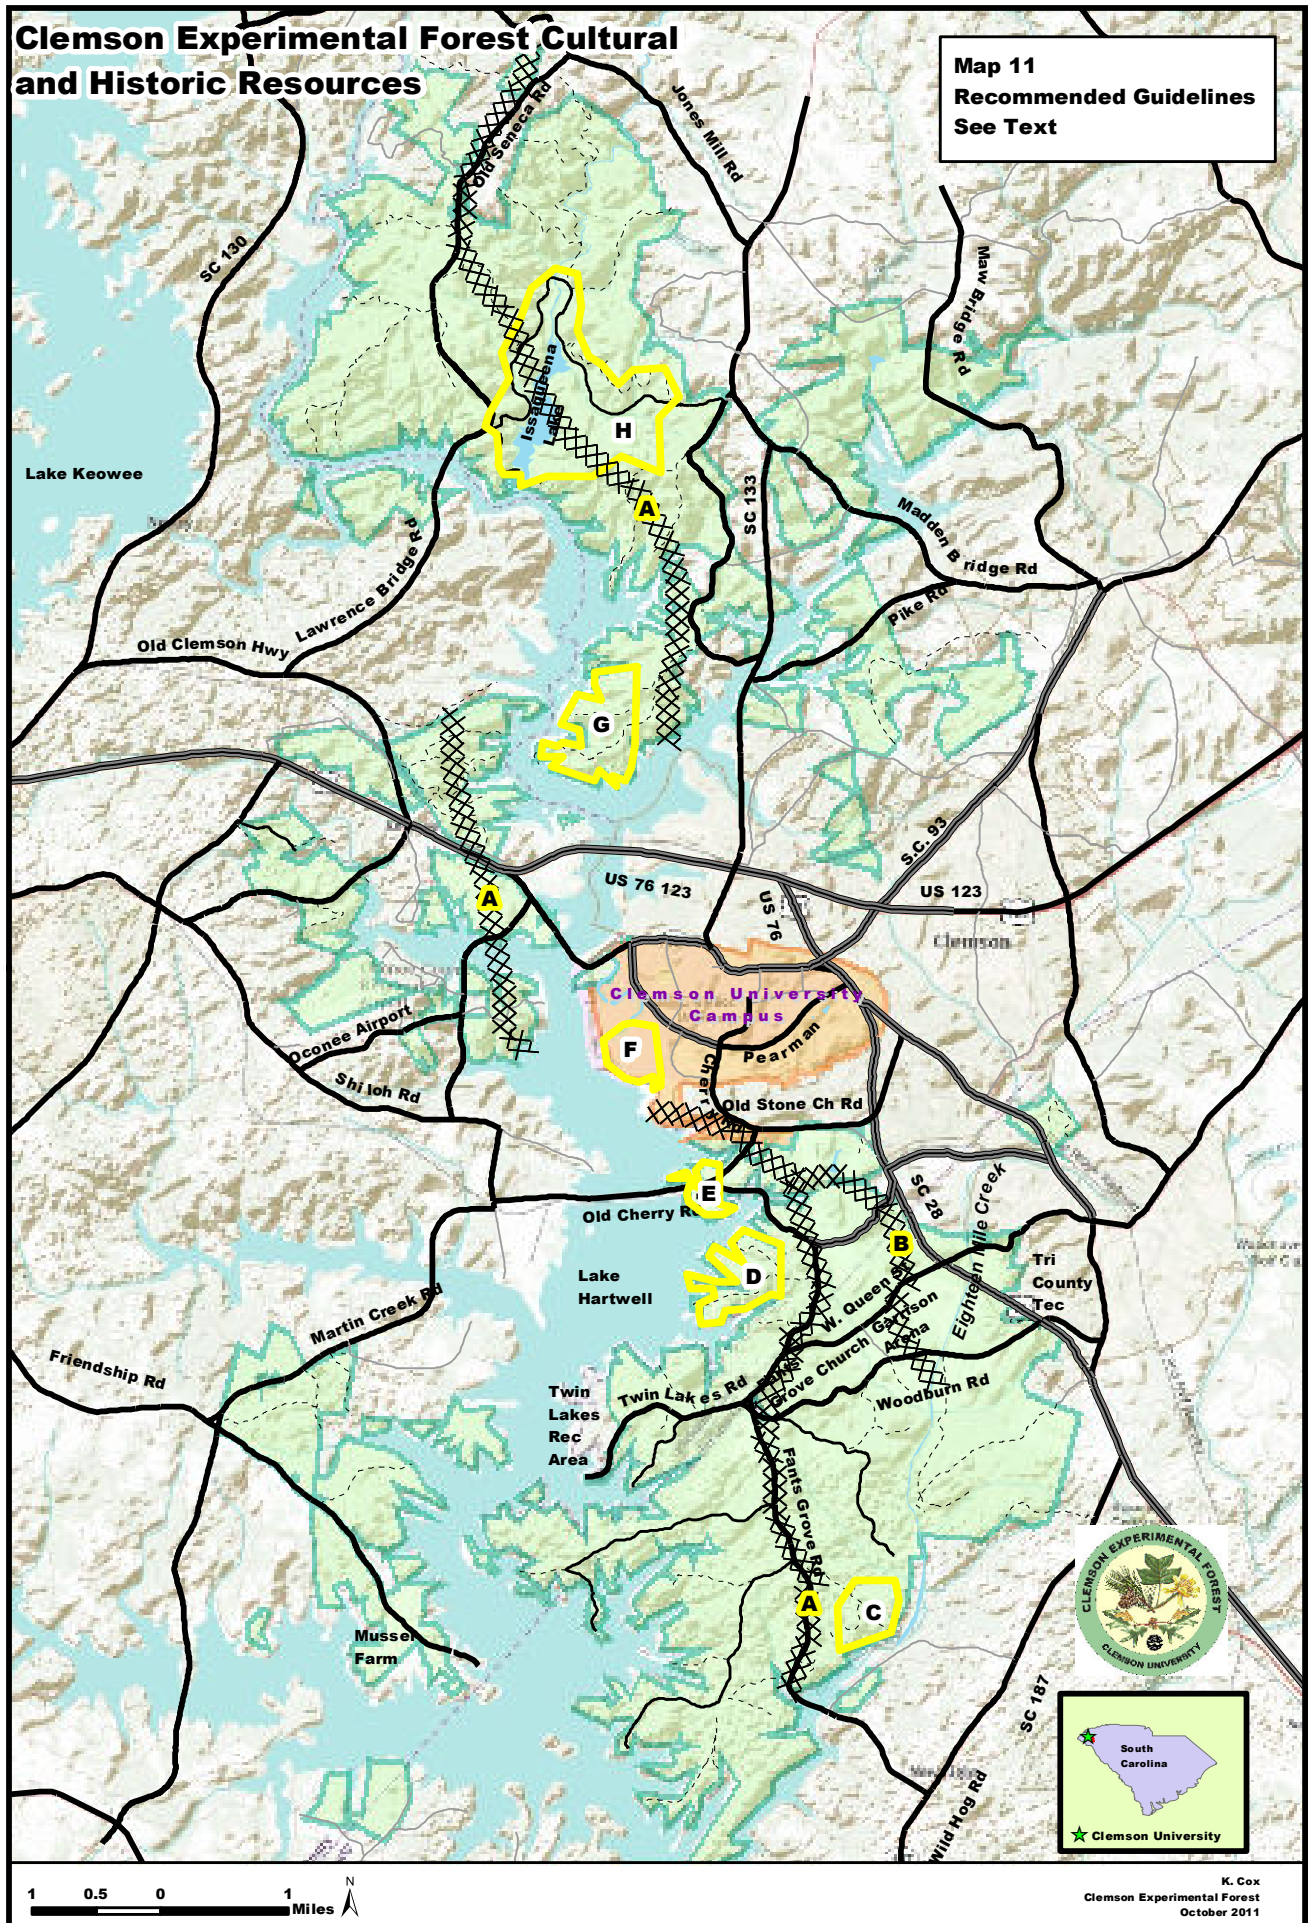 Clemson Experimental Forest Cultural
and Historic Resources
Map 11
Recommended Guidelines
See Text
Old Seneca Rd
Jones Mill Rd
SC 130
Maw Bridge Rd
Issaqueena
Lake
H
Lake Keowee
A
SC 133
Madden Bridge Rd
Lawrence Bridge Rd
Pike Rd
Old Clemson Hwy
G
S.C. 93
US 76 123
US 123
US 76
A
Clemson
Clemson University
Campus
Oconee Airport
F
Pearman
Shiloh Rd
Old Stone Ch Rd
E
Old Cherry Rd
SC 28
Eighteen Mile Creek
B
D
Lake
Hartwell
Tri
County
Tec
W. Queen St
Martin Creek Rd
Garrison
Arena
Friendship Rd
Fants
Grove Church
Twin Lakes Rd
Twin
Lakes
Rec
Area
Woodburn Rd
Fants Grove Rd
A
C
CLEMSON EXPERIMENTAL FOREST
CLEMSON UNIVERSITY
Musser
Farm
SC 187
South
Carolina
Wild Hog Rd
Clemson University
1 0.5 0 1
Miles
N
K. Cox
Clemson Experimental Forest
October 2011